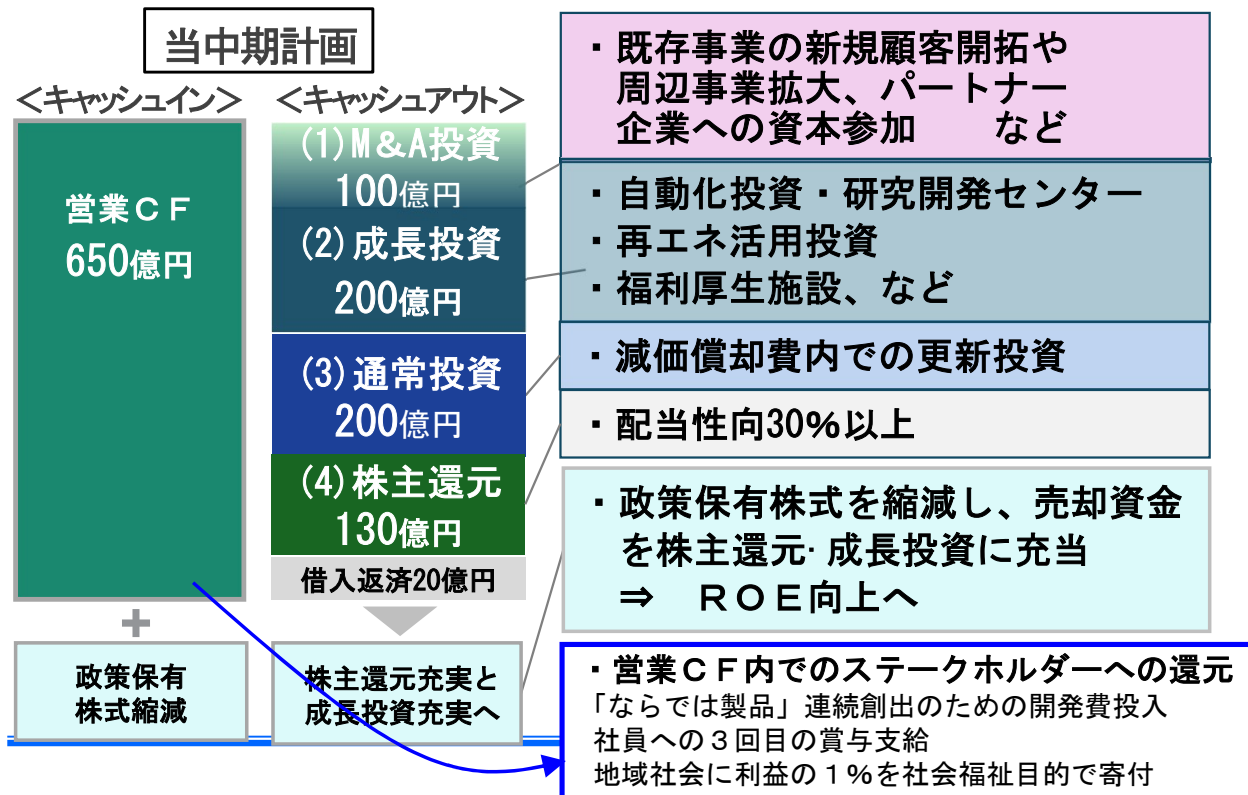 当中期計画
＜キャッシュイン＞
営業ＣＦ
650億円
＋
政策保有
株式縮減
＜キャッシュアウト＞
(1)Ｍ＆Ａ投資
100億円
(2)成長投資
200億円
(3)通常投資
200億円
(4)株主還元
130億円
借入返済20億円
株主還元充実と
成長投資充実へ
・既存事業の新規顧客開拓や
周辺事業拡大、パートナー
企業への資本参加　　など
・自動化投資・研究開発センター
・再エネ活用投資
・福利厚生施設、など
・減価償却費内での更新投資
・配当性向30％以上
・政策保有株式を縮減し、売却資金
を株主還元･成長投資に充当
⇒　ＲＯＥ向上へ
・営業ＣＦ内でのステークホルダーへの還元
「ならでは製品」連続創出のための開発費投入
社員への３回目の賞与支給
地域社会に利益の１％を社会福祉目的で寄付